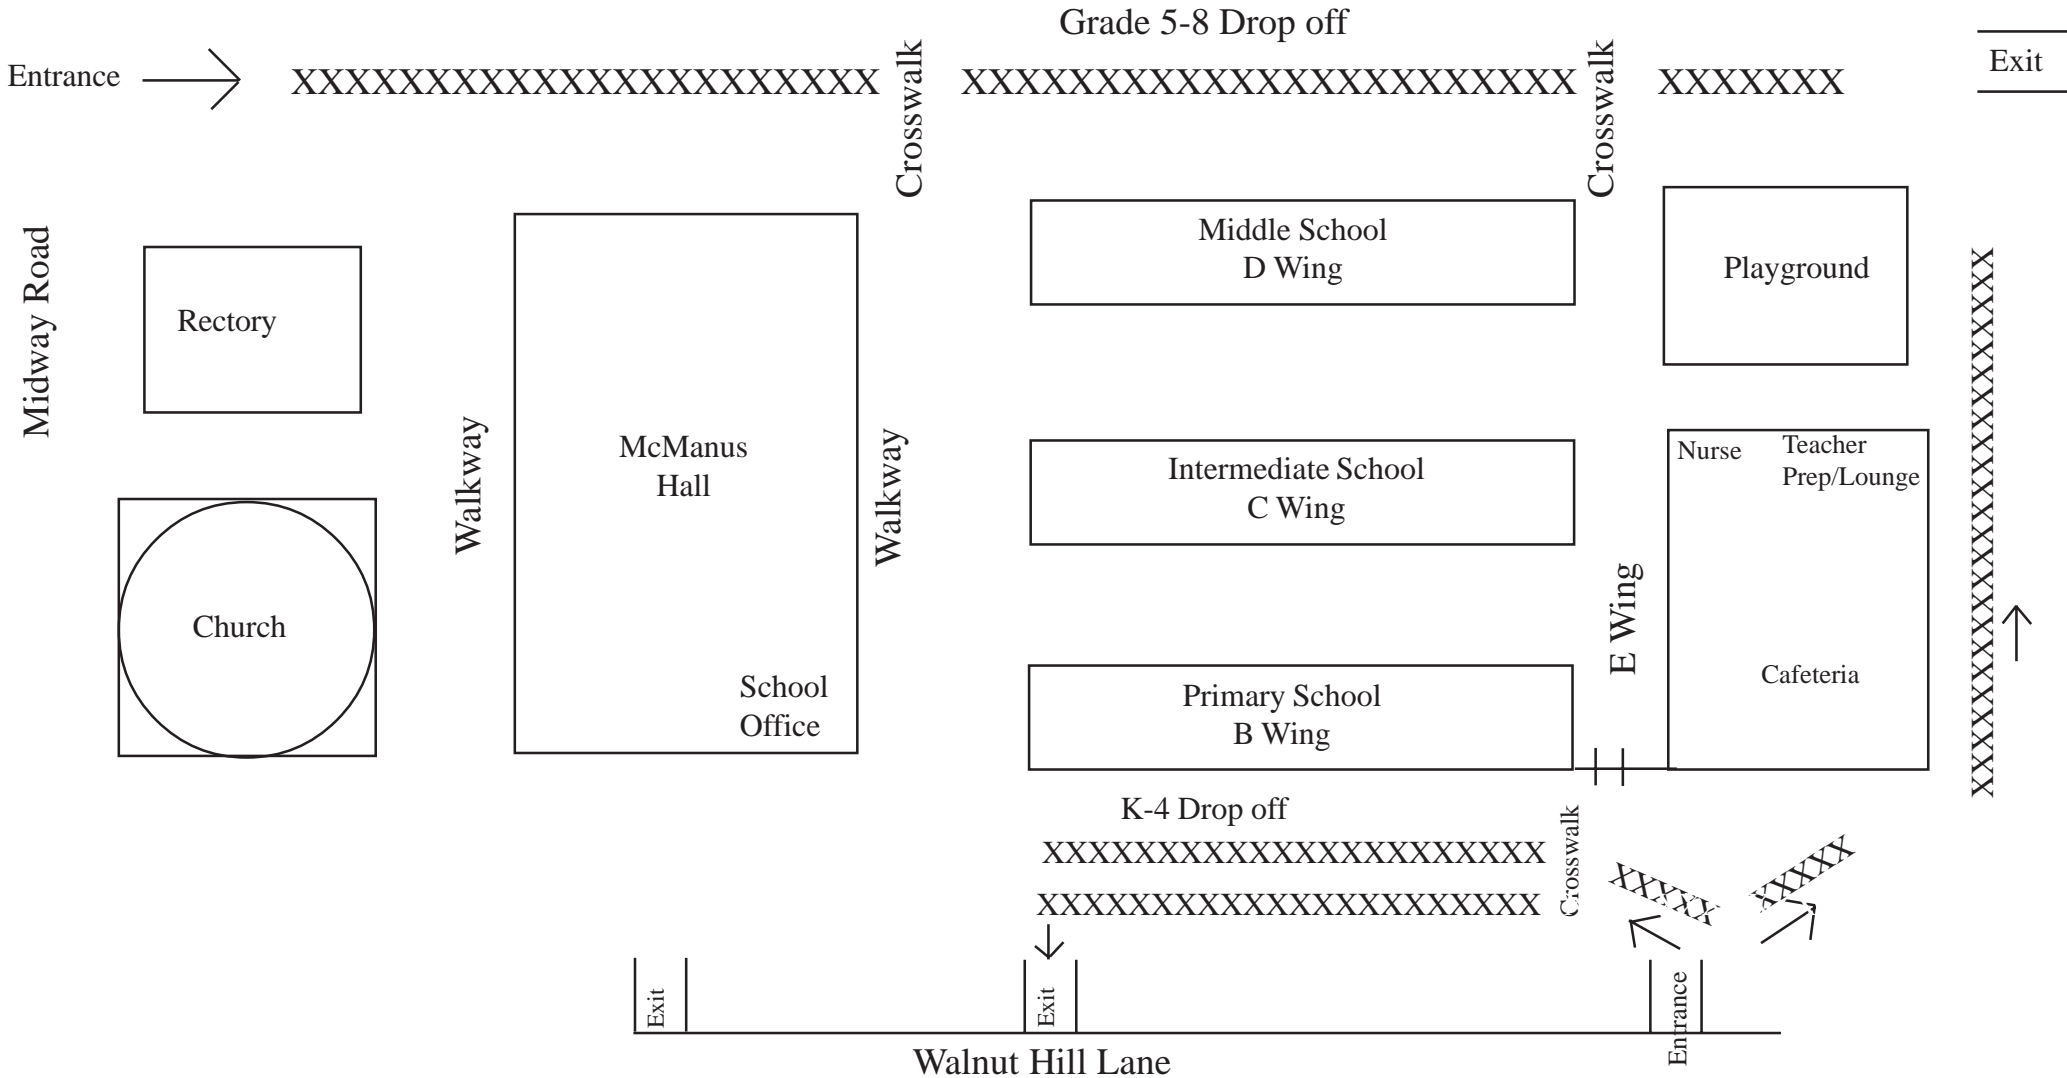 Grade 5-8 Drop off
Entrance
XXXXXXXXXXXXXXXXXXXXXX
Crosswalk
XXXXXXXXXXXXXXXXXXXXXXX
Crosswalk
XXXXXXX
Exit
Midway Road
Rectory
Church
Walkway
McManus
Hall
School
Office
Walkway
Middle School
D Wing
Intermediate School
C Wing
Primary School
B Wing
Playground
Nurse
Teacher
Prep/Lounge
E Wing
Cafeteria
XXXXXXXXXXXXXXXXXXXXXXXX
K-4 Drop off
XXXXXXXXXXXXXXXXXXXXXX
XXXXXXXXXXXXXXXXXXXXXX
Crosswalk
XXXXX
XXXXX
Exit
Exit
Entrance
Walnut Hill Lane